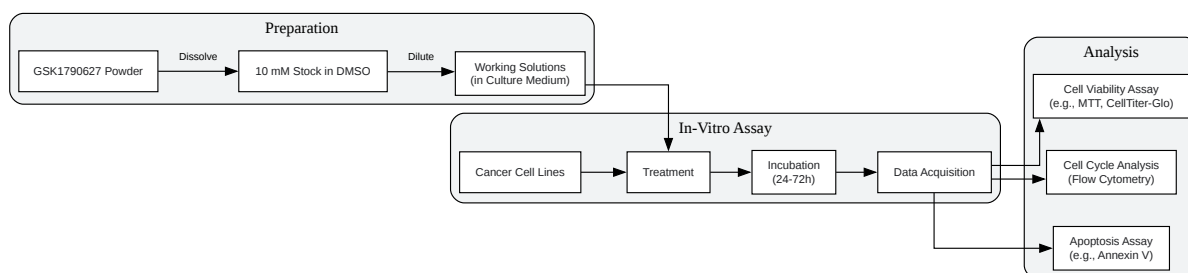 Preparation
GSK1790627 Powder
Dissolve
10 mM Stock in DMSO
Dilute
Working Solutions
(in Culture Medium)
In-Vitro Assay
Cancer Cell Lines
Treatment
Incubation
(24-72h)
Data Acquisition
Analysis
Cell Viability Assay
(e.g., MTT, CellTiter-Glo)
Cell Cycle Analysis
(Flow Cytometry)
Apoptosis Assay
(e.g., Annexin V)